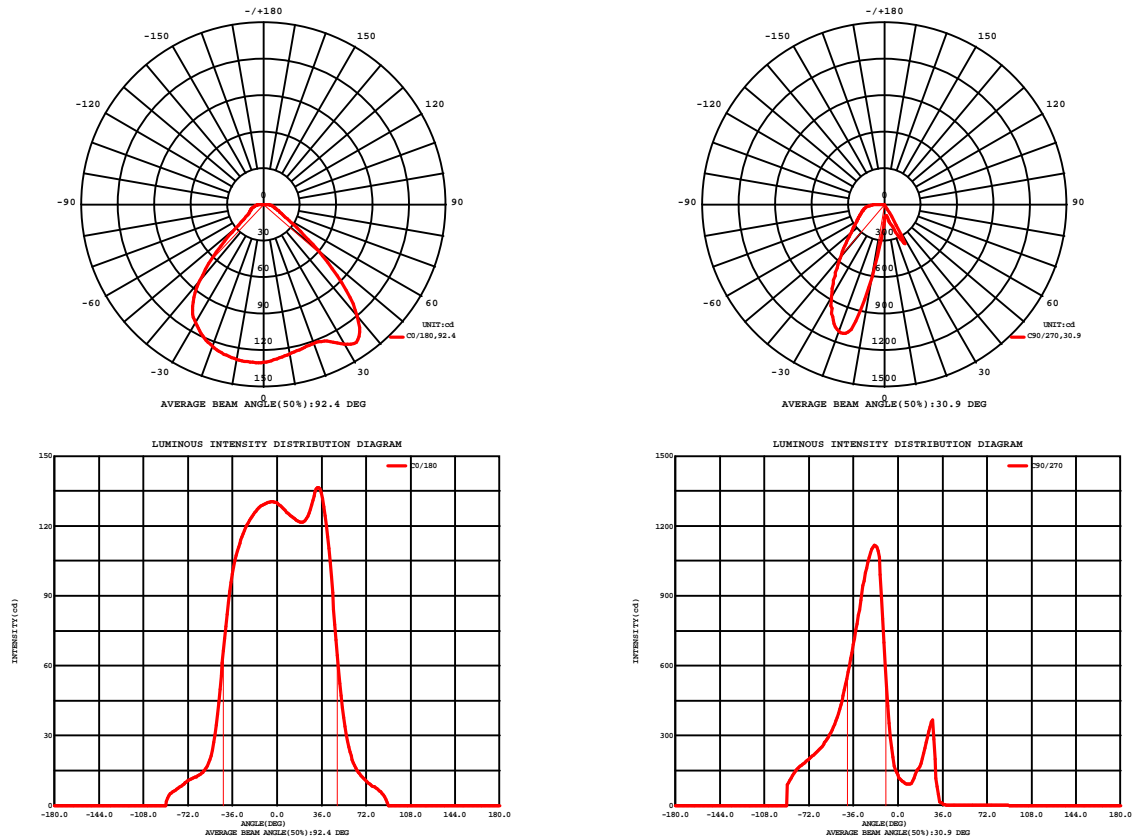 -/+180
-150
150
-120
120
-90
90
0
30
-60
60
60
90
UNIT:cd
C0/180,92.4
120
-30
30
150
0
AVERAGE BEAM ANGLE(50%):92.4 DEG
-/+180
-150
150
-120
120
-90
90
0
300
-60
60
600
900
UNIT:cd
C90/270,30.9
1200
-30
30
1500
0
AVERAGE BEAM ANGLE(50%):30.9 DEG
LUMINOUS INTENSITY DISTRIBUTION DIAGRAM
150
C0/180
120
90
INTENSITY(cd)
60
30
0
-180.0 -144.0 -108.0 -72.0 -36.0 0.0 36.0 72.0 108.0 144.0 180.0
ANGLE(DEG)
AVERAGE BEAM ANGLE(50%):92.4 DEG
LUMINOUS INTENSITY DISTRIBUTION DIAGRAM
1500
C90/270
1200
900
INTENSITY(cd)
600
300
0
-180.0 -144.0 -108.0 -72.0 -36.0 0.0 36.0 72.0 108.0 144.0 180.0
ANGLE(DEG)
AVERAGE BEAM ANGLE(50%):30.9 DEG